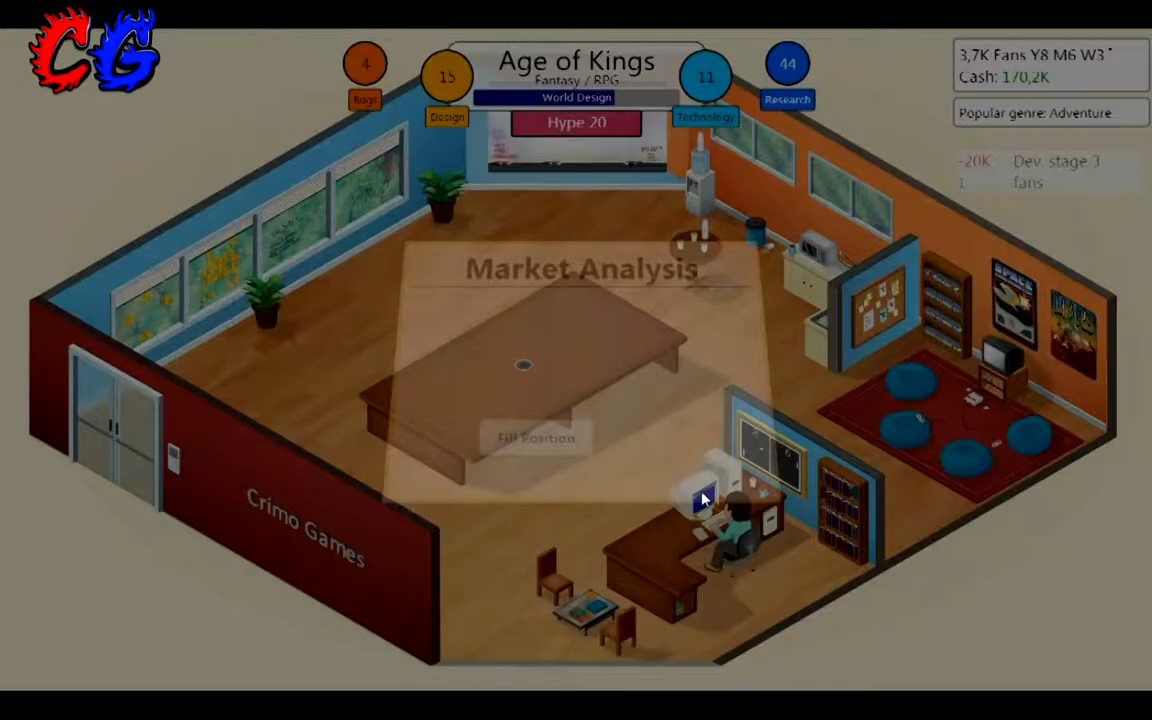 CG
4
Bugs
15
Design
Age of Kings
Fantasy / RPG
World Design
Hype 20
11
Technology
44
Research
3,7K Fans Y8 M6 W3
Cash: 170,2K
Popular genre: Adventure
-20K Dev. stage 3
1 fans
Market Analysis
Fill Position
SPACE
Crimo Games